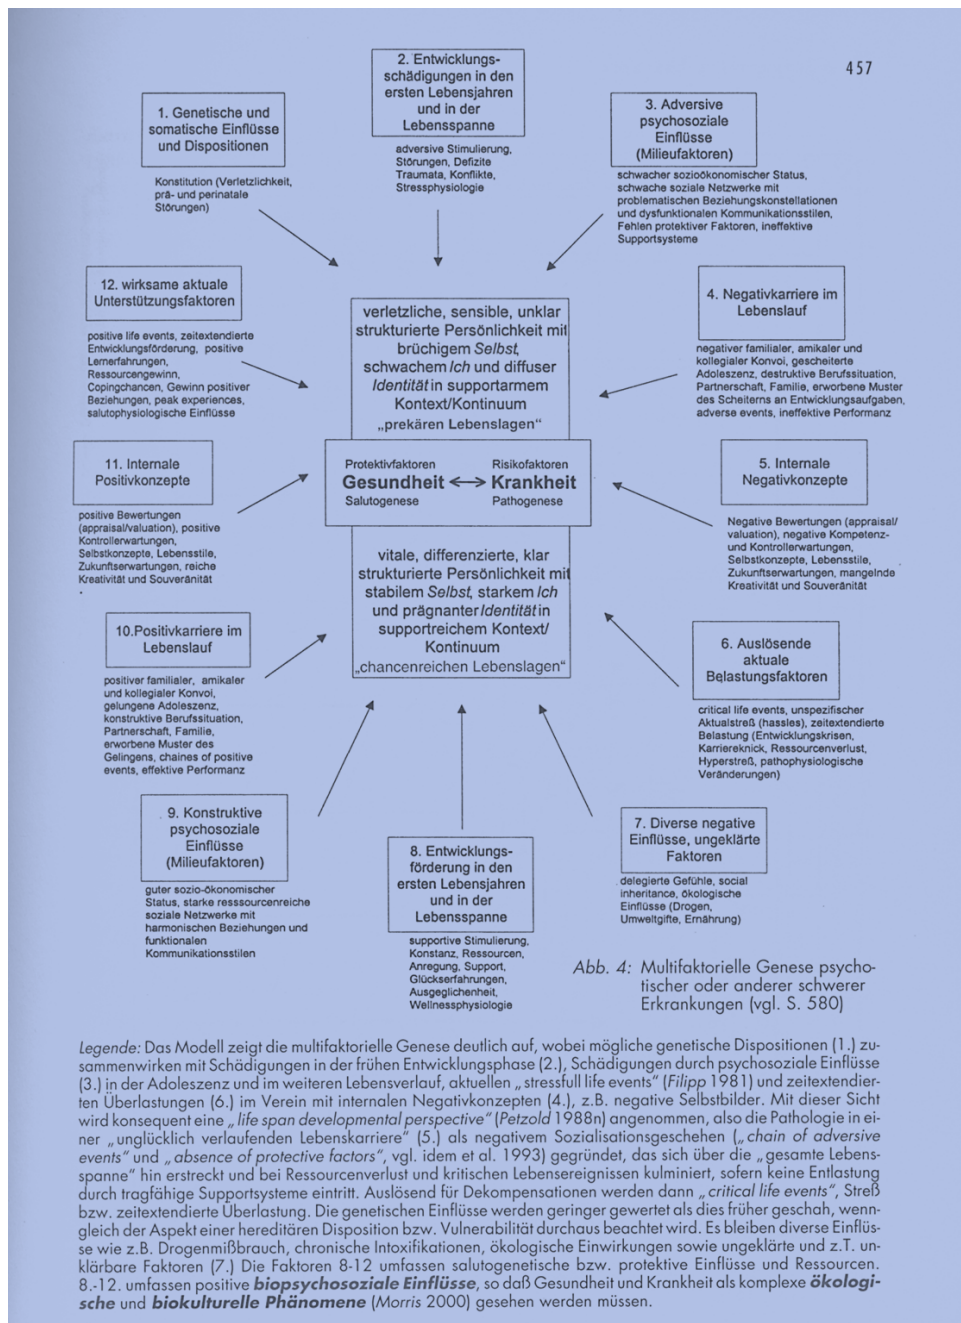 457
1. Genetische und
somatische Einflüsse
und Dispositionen
Konstitution (Verletzlichkeit,
prä- und perinatale
Störungen)
2. Entwicklungs-
schädigungen in den
ersten Lebensjahren
und in der
Lebensspanne
adversive Stimulierung,
Störungen, Defizite
Traumata, Konflikte,
Stressphysiologie
3. Adversive
psychosoziale
Einflüsse
(Milieufaktoren)
schwacher sozioökonomischer Status,
schwache soziale Netzwerke mit
problematischen Beziehungskonstellationen
und dysfunktionalen Kommunikationsstilen,
Fehlen protektiver Faktoren, ineffektive
Supportsysteme
12. wirksame aktuale
Unterstützungsfaktoren
positive life events, zeitextendierte
Entwicklungsförderung, positive
Lernerfahrungen,
Ressourcengewinn,
Copingchancen, Gewinn positiver
Beziehungen, peak experiences,
salutophysiologische Einflüsse
verletzliche, sensible, unklar
strukturierte Persönlichkeit mit
brüchigem Selbst,
schwachem Ich und diffuser
Identität in supportarmem
Kontext/Kontinuum
„prekären Lebenslagen“
4. Negativkarriere im
Lebenslauf
negativer familialer, amikaler und
kollegialer Konvoi, gescheiterte
Adoleszenz, destruktive Berufssituation,
Partnerschaft, Familie, erworbene Muster
des Scheiterns an Entwicklungsaufgaben,
adverse events, ineffektive Performanz
11. Internale
Positivkonzepte
positive Bewertungen
(appraisal/valuation), positive
Kontrollerwartungen,
Selbstkonzepte, Lebensstile,
Zukunftserwartungen, reiche
Kreativität und Souveränität
Protektivfaktoren Risikofaktoren
Gesundheit ⟷ Krankheit
Salutogenese Pathogenese
5. Internale
Negativkonzepte
Negative Bewertungen (appraisal/
valuation), negative Kompetenz-
und Kontrollerwartungen,
Selbstkonzepte, Lebensstile,
Zukunftserwartungen, mangelnde
Kreativität und Souveränität
vitale, differenzierte, klar
strukturierte Persönlichkeit mit
stabilem Selbst, starkem Ich
und prägnanter Identität in
supportreichem Kontext/
Kontinuum
„chancenreichen Lebenslagen“
10.Positivkarriere im
Lebenslauf
positiver familialer, amikaler
und kollegialer Konvoi,
gelungene Adoleszenz,
konstruktive Berufssituation,
Partnerschaft, Familie,
erworbene Muster des
Gelingens, chaines of positive
events, effektive Performanz
6. Auslösende
aktuale
Belastungsfaktoren
critical life events, unspezifischer
Aktualstreß (hassles), zeitextendierte
Belastung (Entwicklungskrisen,
Karriereknick, Ressourcenverlust,
Hyperstreß, pathophysiologische
Veränderungen)
9. Konstruktive
psychosoziale
Einflüsse
(Milieufaktoren)
guter sozio-ökonomischer
Status, starke resssourcenreiche
soziale Netzwerke mit
harmonischen Beziehungen und
funktionalen
Kommunikationsstilen
8. Entwicklungs-
förderung in den
ersten Lebensjahren
und in der
Lebensspanne
supportive Stimulierung,
Konstanz, Ressourcen,
Anregung, Support,
Glückserfahrungen,
Ausgeglichenheit,
Wellnessphysiologie
7. Diverse negative
Einflüsse, ungeklärte
Faktoren
delegierte Gefühle, social
inheritance, ökologische
Einflüsse (Drogen,
Umweltgifte, Ernährung)
Abb. 4: Multifaktorielle Genese psycho-
tischer oder anderer schwerer
Erkrankungen (vgl. S. 580)
Legende: Das Modell zeigt die multifaktorielle Genese deutlich auf, wobei mögliche genetische Dispositionen (1.) zu-
sammenwirken mit Schädigungen in der frühen Entwicklungsphase (2.), Schädigungen durch psychosoziale Einflüsse
(3.) in der Adoleszenz und im weiteren Lebensverlauf, aktuellen „stressfull life events“ (Filipp 1981) und zeitextendier-
ten Überlastungen (6.) im Verein mit internalen Negativkonzepten (4.), z.B. negative Selbstbilder. Mit dieser Sicht
wird konsequent eine „life span developmental perspective“ (Petzold 1988n) angenommen, also die Pathologie in ei-
ner „unglücklich verlaufenden Lebenskarriere“ (5.) als negativem Sozialisationsgeschehen („chain of adversive
events“ und „absence of protective factors“, vgl. idem et al. 1993) gegründet, das sich über die „gesamte Lebens-
spanne“ hin erstreckt und bei Ressourcenverlust und kritischen Lebensereignissen kulminiert, sofern keine Entlastung
durch tragfähige Supportsysteme eintritt. Auslösend für Dekompensationen werden dann „critical life events“, Streß
bzw. zeitextendierte Überlastung. Die genetischen Einflüsse werden geringer gewertet als dies früher geschah, wenn-
gleich der Aspekt einer hereditären Disposition bzw. Vulnerabilität durchaus beachtet wird. Es bleiben diverse Einflüs-
se wie z.B. Drogenmißbrauch, chronische Intoxifikationen, ökologische Einwirkungen sowie ungeklärte und z.T. un-
klärbare Faktoren (7.) Die Faktoren 8-12 umfassen salutogenetische bzw. protektive Einflüsse und Ressourcen.
8.-12. umfassen positive biopsychosoziale Einflüsse, so daß Gesundheit und Krankheit als komplexe ökologi-
sche und biokulturelle Phänomene (Morris 2000) gesehen werden müssen.